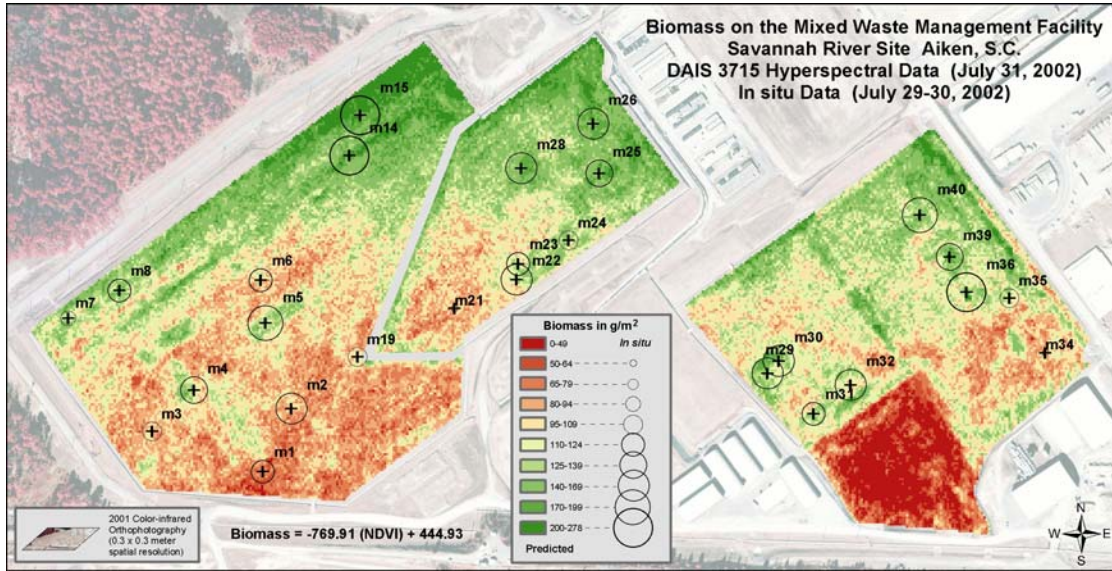 Biomass on the Mixed Waste Management Facility
Savannah River Site Aiken, S.C.
DAIS 3715 Hyperspectral Data (July 31, 2002)
In situ Data (July 29-30, 2002)
m15
m14
m26
m28
m25
m24
m23
m22
m21
m40
m39
m36
m35
m34
m8
m7
m6
m5
m19
m4
m3
m2
m1
m30
m29
m32
m31
Biomass in g/m²
In situ
0-49
50-64
65-79
80-94
95-109
110-124
125-139
140-169
170-199
200-278
Predicted
2001 Color-infrared
Orthophotography
(0.3 x 0.3 meter
spatial resolution)
Biomass = -769.91 (NDVI) + 444.93
N
W E
S